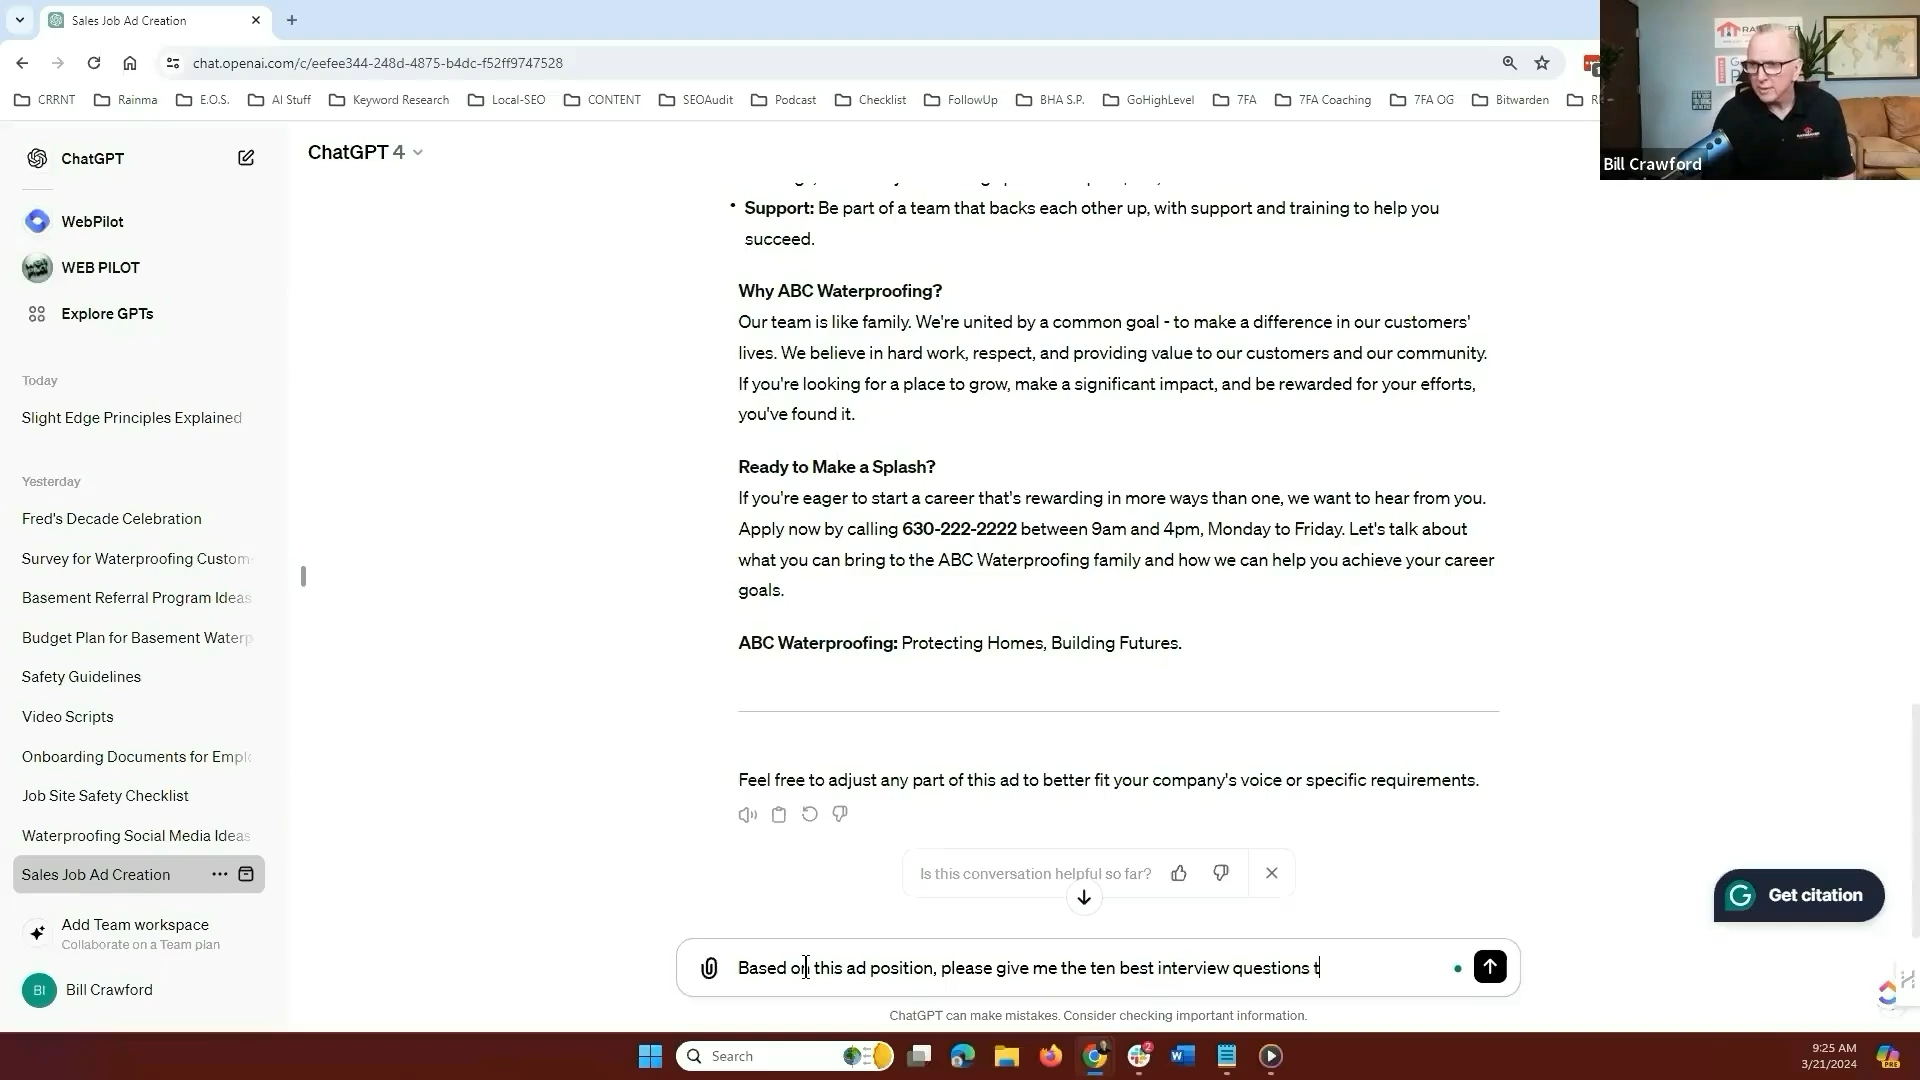 Sales Job Ad Creation
chat.openai.com/c/eefee344-248d-4875-b4dc-f52ff9747528
CRRNT
Rainma
E.O.S.
AI Stuff
Keyword Research
Local-SEO
CONTENT
SEOAudit
Podcast
Checklist
FollowUp
BHA S.P.
GoHighLevel
7FA
7FA Coaching
7FA OG
Bitwarden
Bill Crawford
ChatGPT
WebPilot
WEB PILOT
Explore GPTs
Today
Slight Edge Principles Explained
Yesterday
Fred's Decade Celebration
Survey for Waterproofing Custom
Basement Referral Program Ideas
Budget Plan for Basement Waterp
Safety Guidelines
Video Scripts
Onboarding Documents for Empl
Job Site Safety Checklist
Waterproofing Social Media Ideas
Sales Job Ad Creation
Add Team workspace
Collaborate on a Team plan
BI
Bill Crawford
ChatGPT 4
• Support: Be part of a team that backs each other up, with support and training to help you
succeed.
Why ABC Waterproofing?
Our team is like family. We're united by a common goal - to make a difference in our customers'
lives. We believe in hard work, respect, and providing value to our customers and our community.
If you're looking for a place to grow, make a significant impact, and be rewarded for your efforts,
you've found it.
Ready to Make a Splash?
If you're eager to start a career that's rewarding in more ways than one, we want to hear from you.
Apply now by calling 630-222-2222 between 9am and 4pm, Monday to Friday. Let's talk about
what you can bring to the ABC Waterproofing family and how we can help you achieve your career
goals.
ABC Waterproofing: Protecting Homes, Building Futures.
Feel free to adjust any part of this ad to better fit your company's voice or specific requirements.
Is this conversation helpful so far?
Get citation
Based on this ad position, please give me the ten best interview questions t
ChatGPT can make mistakes. Consider checking important information.
Search
2
9:25 AM
3/21/2024
PRE